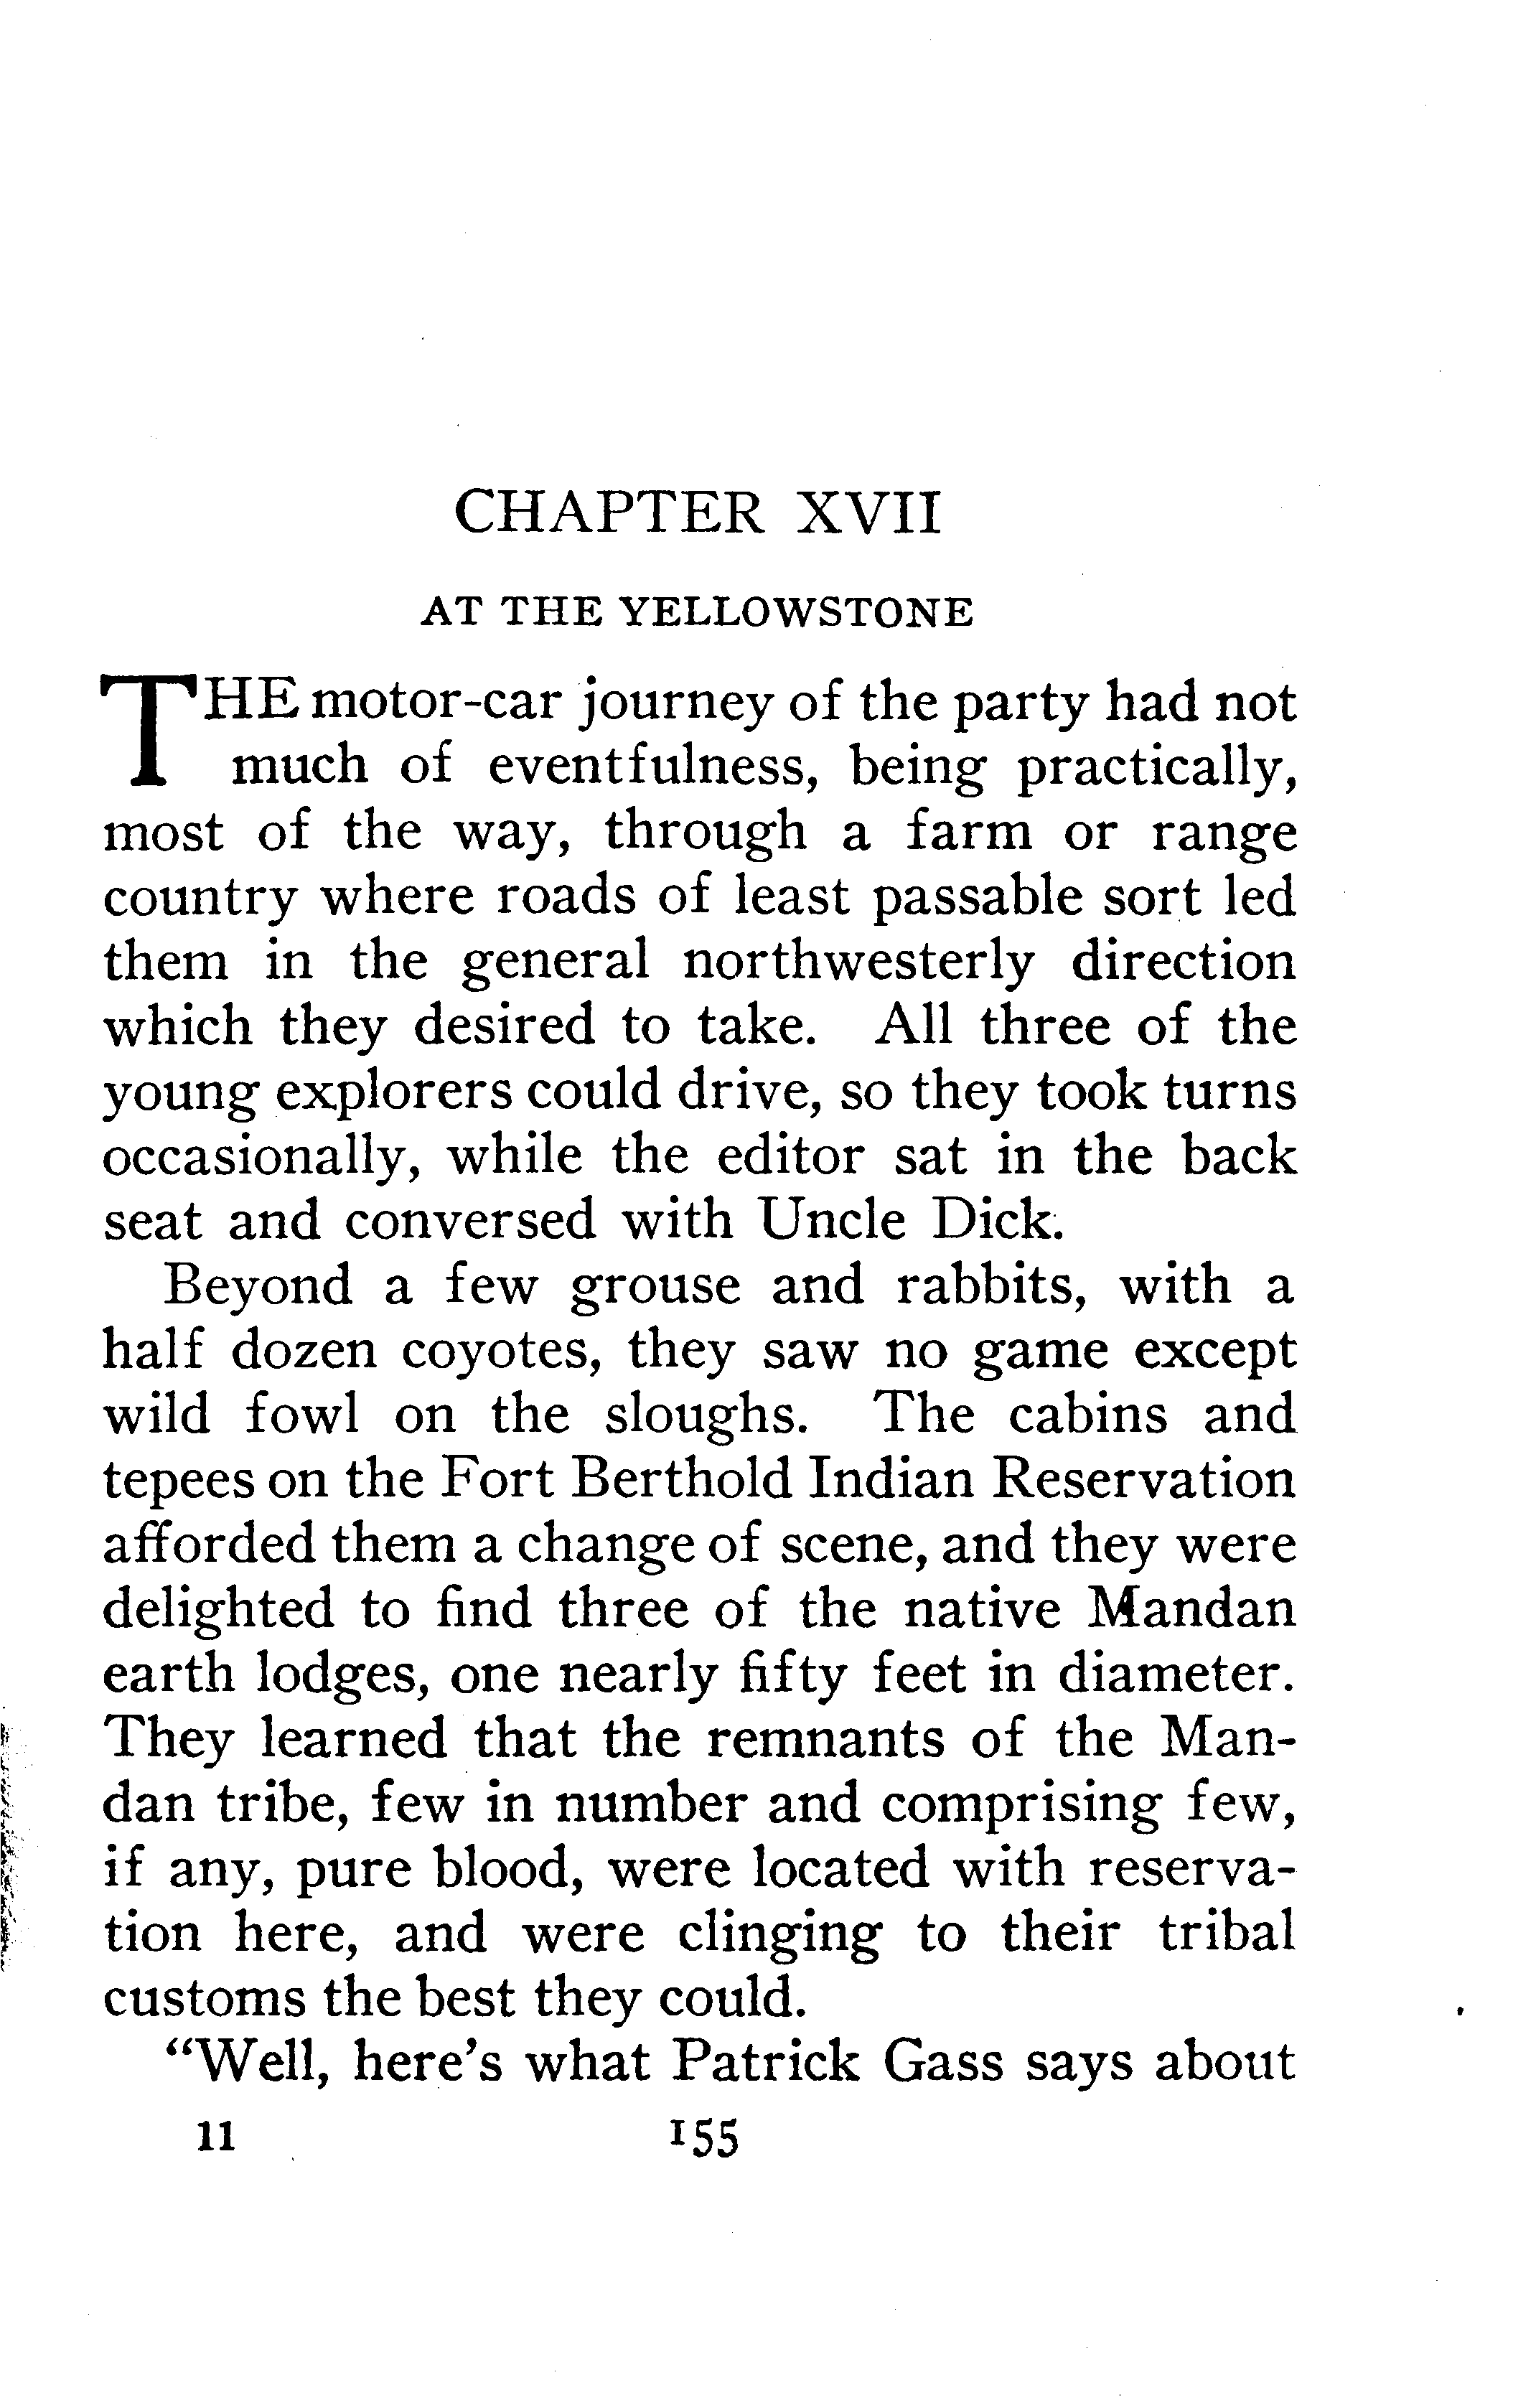 CHAPTER XVII
AT THE YELLOWSTONE
THE motor-car journey of the party had not
much of eventfulness, being practically,
most of the way, through a farm or range
country where roads of least passable sort led
them in the general northwesterly direction
which they desired to take. All three of the
young explorers could drive, so they took turns
occasionally, while the editor sat in the back
seat and conversed with Uncle Dick.
Beyond a few grouse and rabbits, with a
half dozen coyotes, they saw no game except
wild fowl on the sloughs. The cabins and
tepees on the Fort Berthold Indian Reservation
afforded them a change of scene, and they were
delighted to find three of the native Mandan
earth lodges, one nearly fifty feet in diameter.
They learned that the remnants of the Man-
dan tribe, few in number and comprising few,
if any, pure blood, were located with reserva-
tion here, and were clinging to their tribal
customs the best they could.
“Well, here’s what Patrick Gass says about
11 155